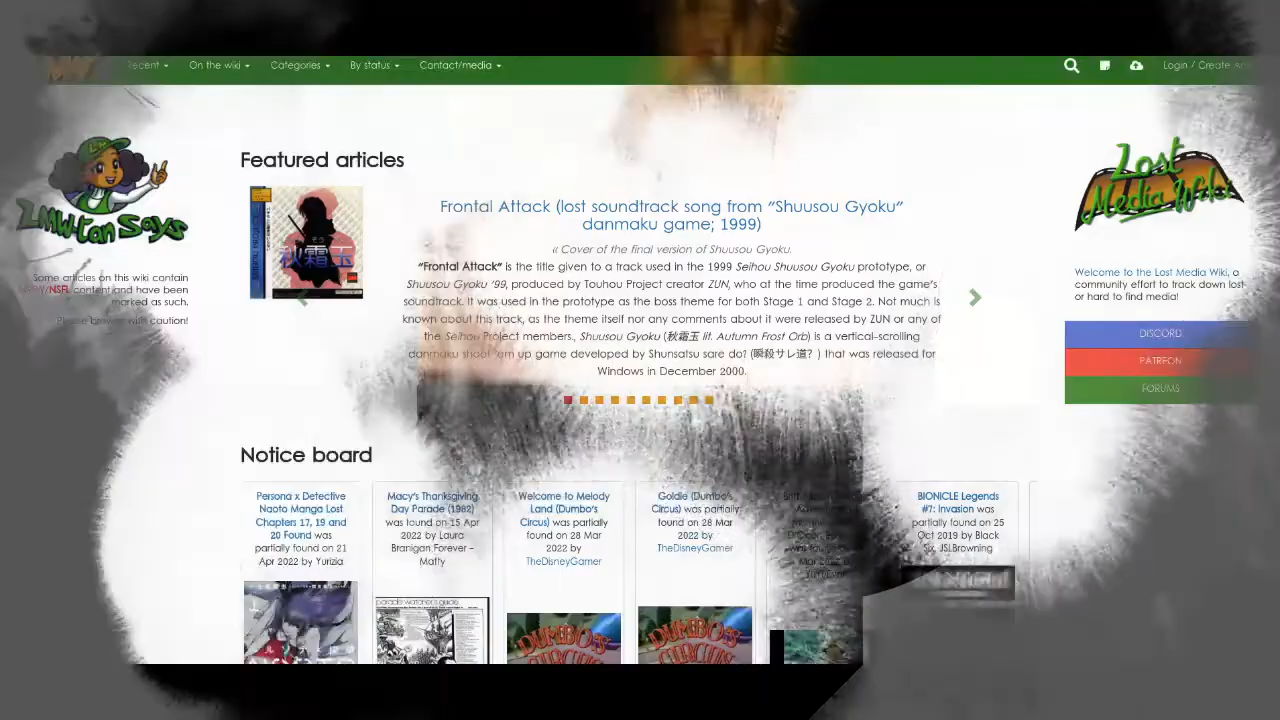 Recent
On the wiki
Categories
By status
Contact/media
Login / Create
LMW-tan Says
Some articles on this wiki contain
NSFW/NSFL content and have been
marked as such.
Please browse with caution!
Featured articles
秋霜玉
Frontal Attack (lost soundtrack song from "Shuusou Gyoku"
danmaku game; 1999)
« Cover of the final version of Shuusou Gyoku.
"Frontal Attack" is the title given to a track used in the 1999 Seihou Shuusou Gyoku prototype, or
Shuusou Gyoku '99, produced by Touhou Project creator ZUN, who at the time produced the game's
soundtrack. It was used in the prototype as the boss theme for both Stage 1 and Stage 2. Not much is
known about this track, as the theme itself nor any comments about it were released by ZUN or any of
the Seihou Project members., Shuusou Gyoku (秋霜玉 lit. Autumn Frost Orb) is a vertical-scrolling
danmaku shoot 'em up game developed by Shunsatsu sare do? (瞬殺サレ道？) that was released for
Windows in December 2000.
Lost
Media Wiki
Welcome to the Lost Media Wiki, a
community effort to track down lost
or hard to find media!
DISCORD
PATREON
FORUMS
Notice board
Persona x Detective
Naoto Manga Lost
Chapters 17, 19 and
20 Found was
partially found on 21
Apr 2022 by Yurizia
Macy's Thanksgiving
Day Parade (1982)
was found on 15 Apr
2022 by Laura
Branigan Forever -
Matty
parade watcher's guide
Welcome to Melody
Land (Dumbo's
Circus) was partially
found on 28 Mar
2022 by
TheDisneyGamer
DUMBO'S
CIRCUS
Goldie (Dumbo's
Circus) was partially
found on 28 Mar
2022 by
TheDisneyGamer
DUMBO'S
CIRCUS
BIONICLE Legends
#7: Invasion was
partially found on 25
Oct 2019 by Black
Six, JSLBrowning